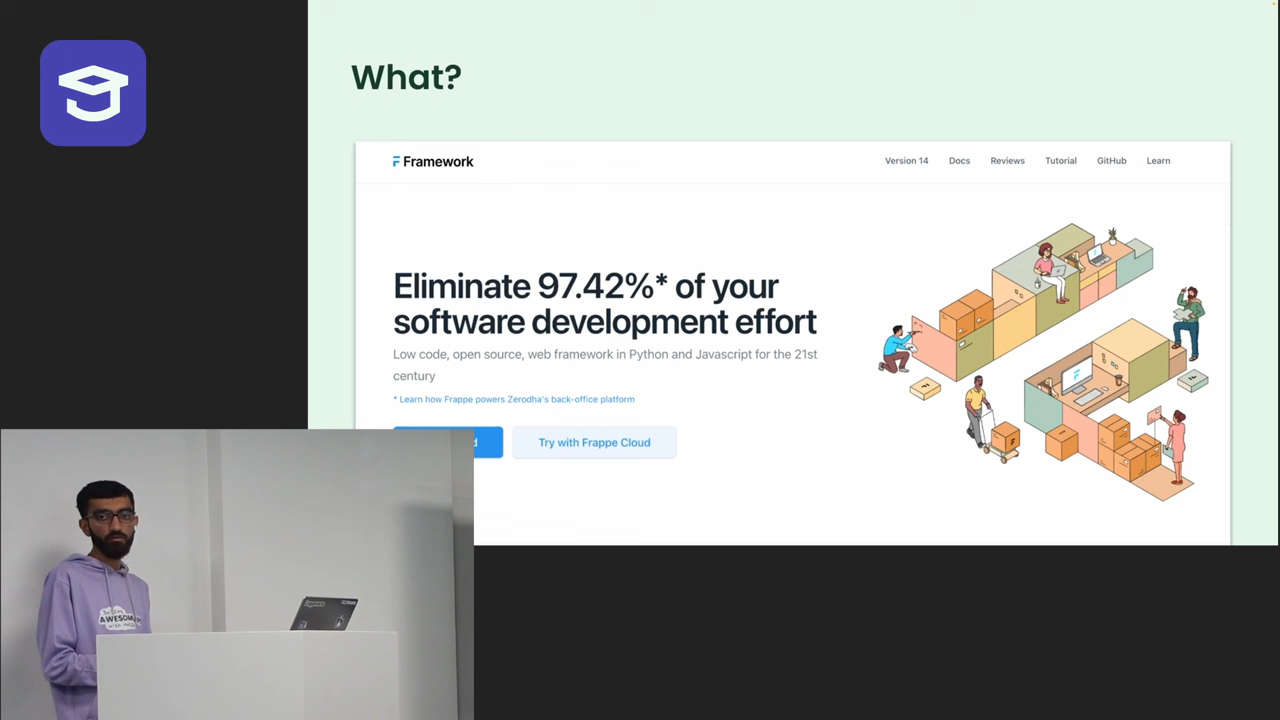 What?
Framework
Version 14 Docs Reviews Tutorial GitHub Learn
Eliminate 97.42%* of your
software development effort
Low code, open source, web framework in Python and Javascript for the 21st
century
* Learn how Frappe powers Zerodha's back-office platform
Try with Frappe Cloud
AWESOME